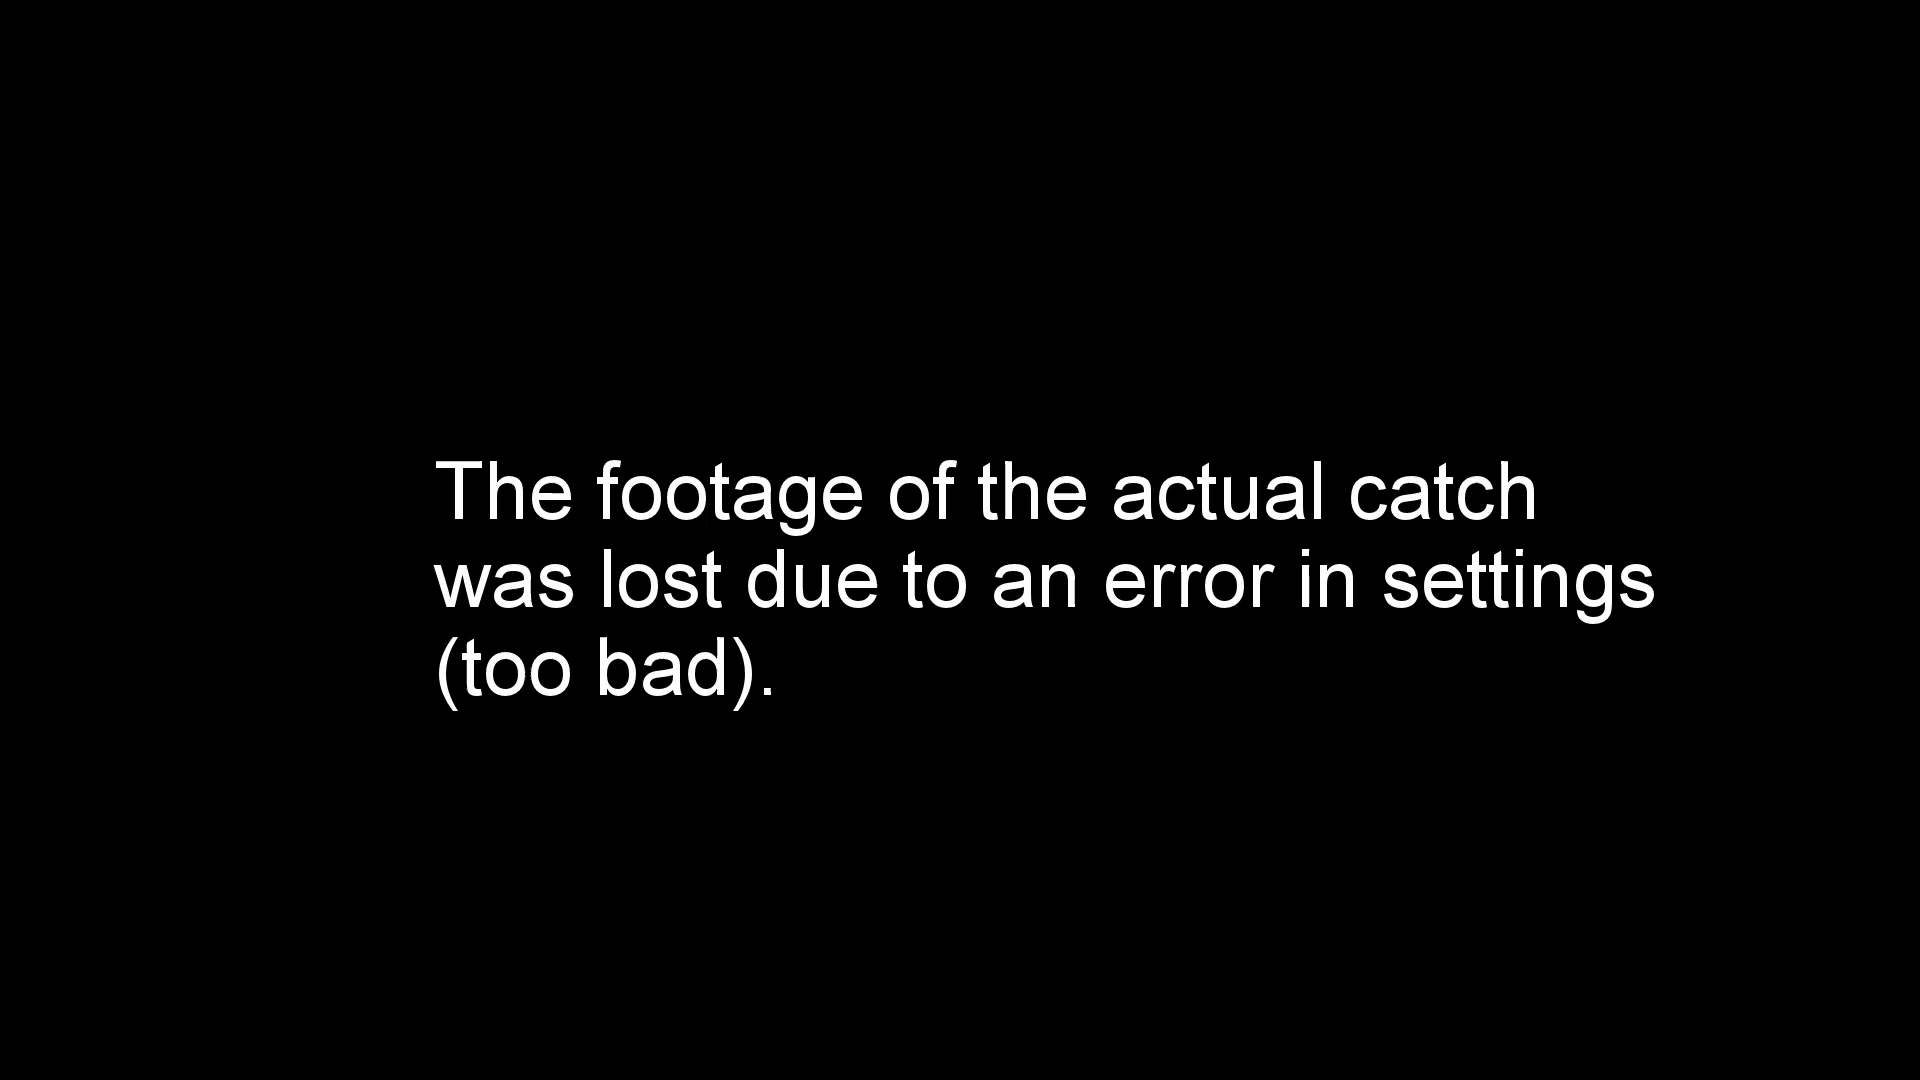 The footage of the actual catch
was lost due to an error in settings
(too bad).